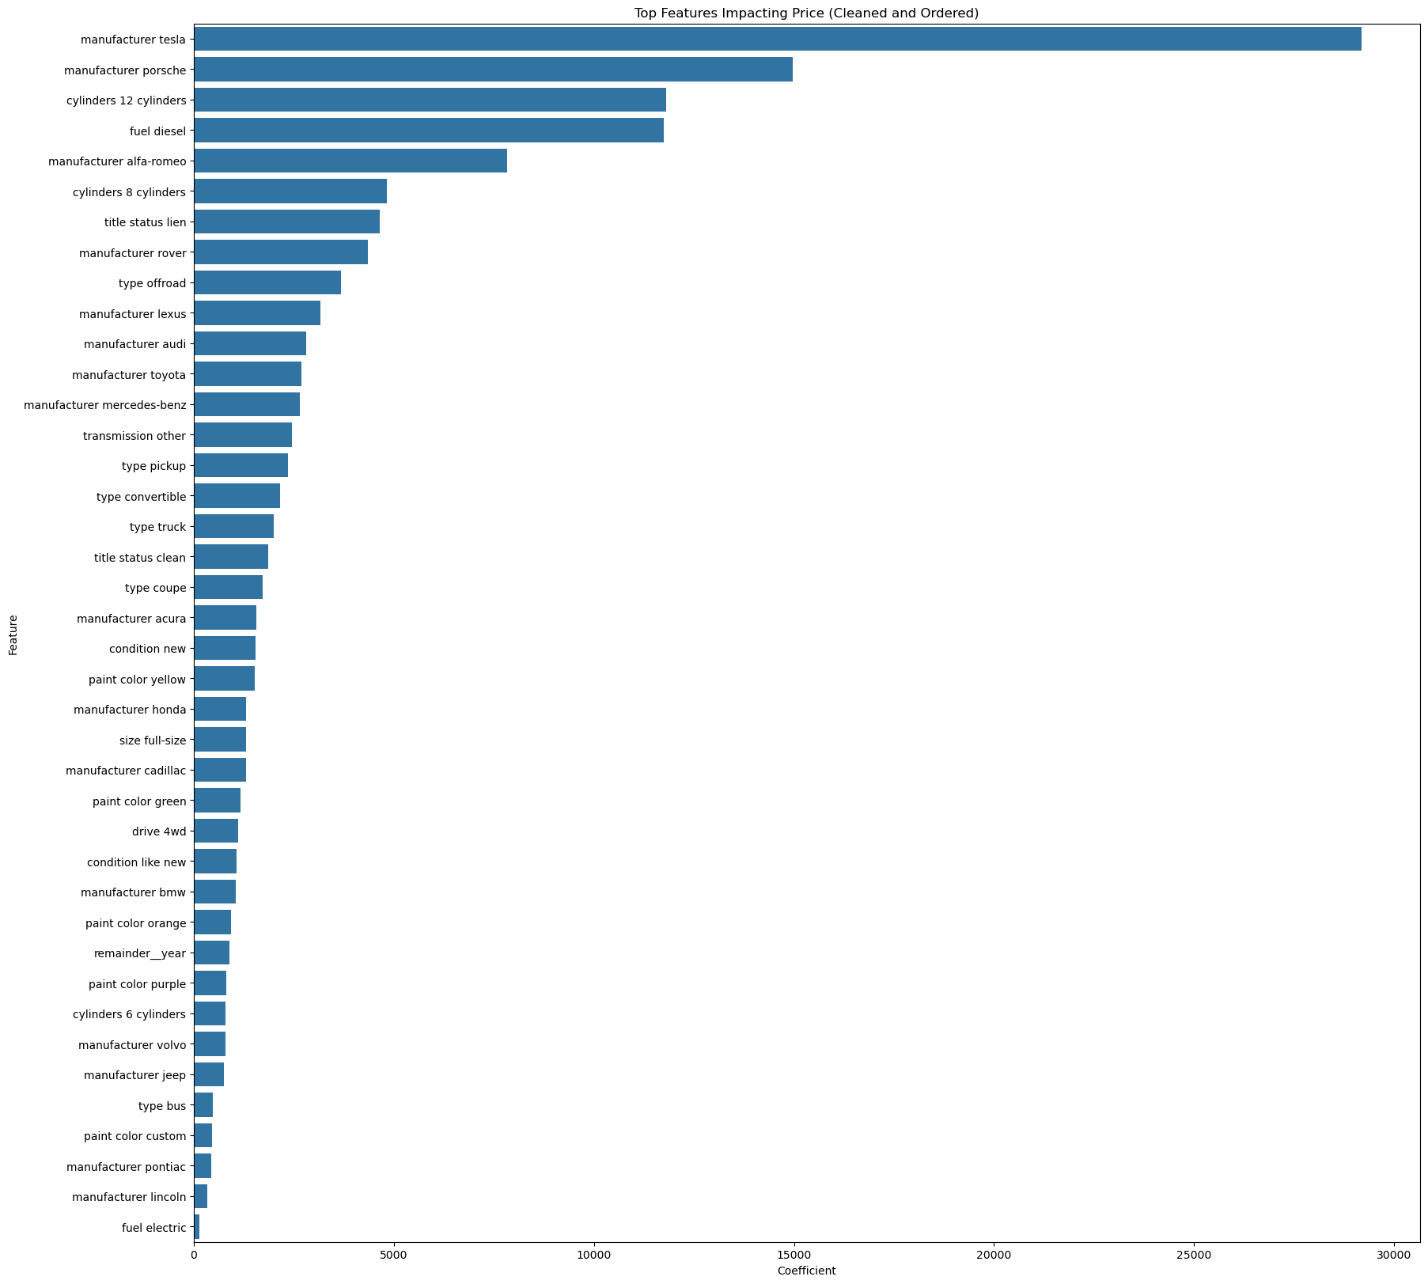 Top Features Impacting Price (Cleaned and Ordered)
manufacturer tesla
manufacturer porsche
cylinders 12 cylinders
fuel diesel
manufacturer alfa-romeo
cylinders 8 cylinders
title status lien
manufacturer rover
type offroad
manufacturer lexus
manufacturer audi
manufacturer toyota
manufacturer mercedes-benz
transmission other
type pickup
type convertible
type truck
title status clean
type coupe
manufacturer acura
condition new
paint color yellow
manufacturer honda
size full-size
manufacturer cadillac
paint color green
drive 4wd
condition like new
manufacturer bmw
paint color orange
remainder__year
paint color purple
cylinders 6 cylinders
manufacturer volvo
manufacturer jeep
type bus
paint color custom
manufacturer pontiac
manufacturer lincoln
fuel electric
Feature
0 5000 10000 15000 20000 25000 30000
Coefficient